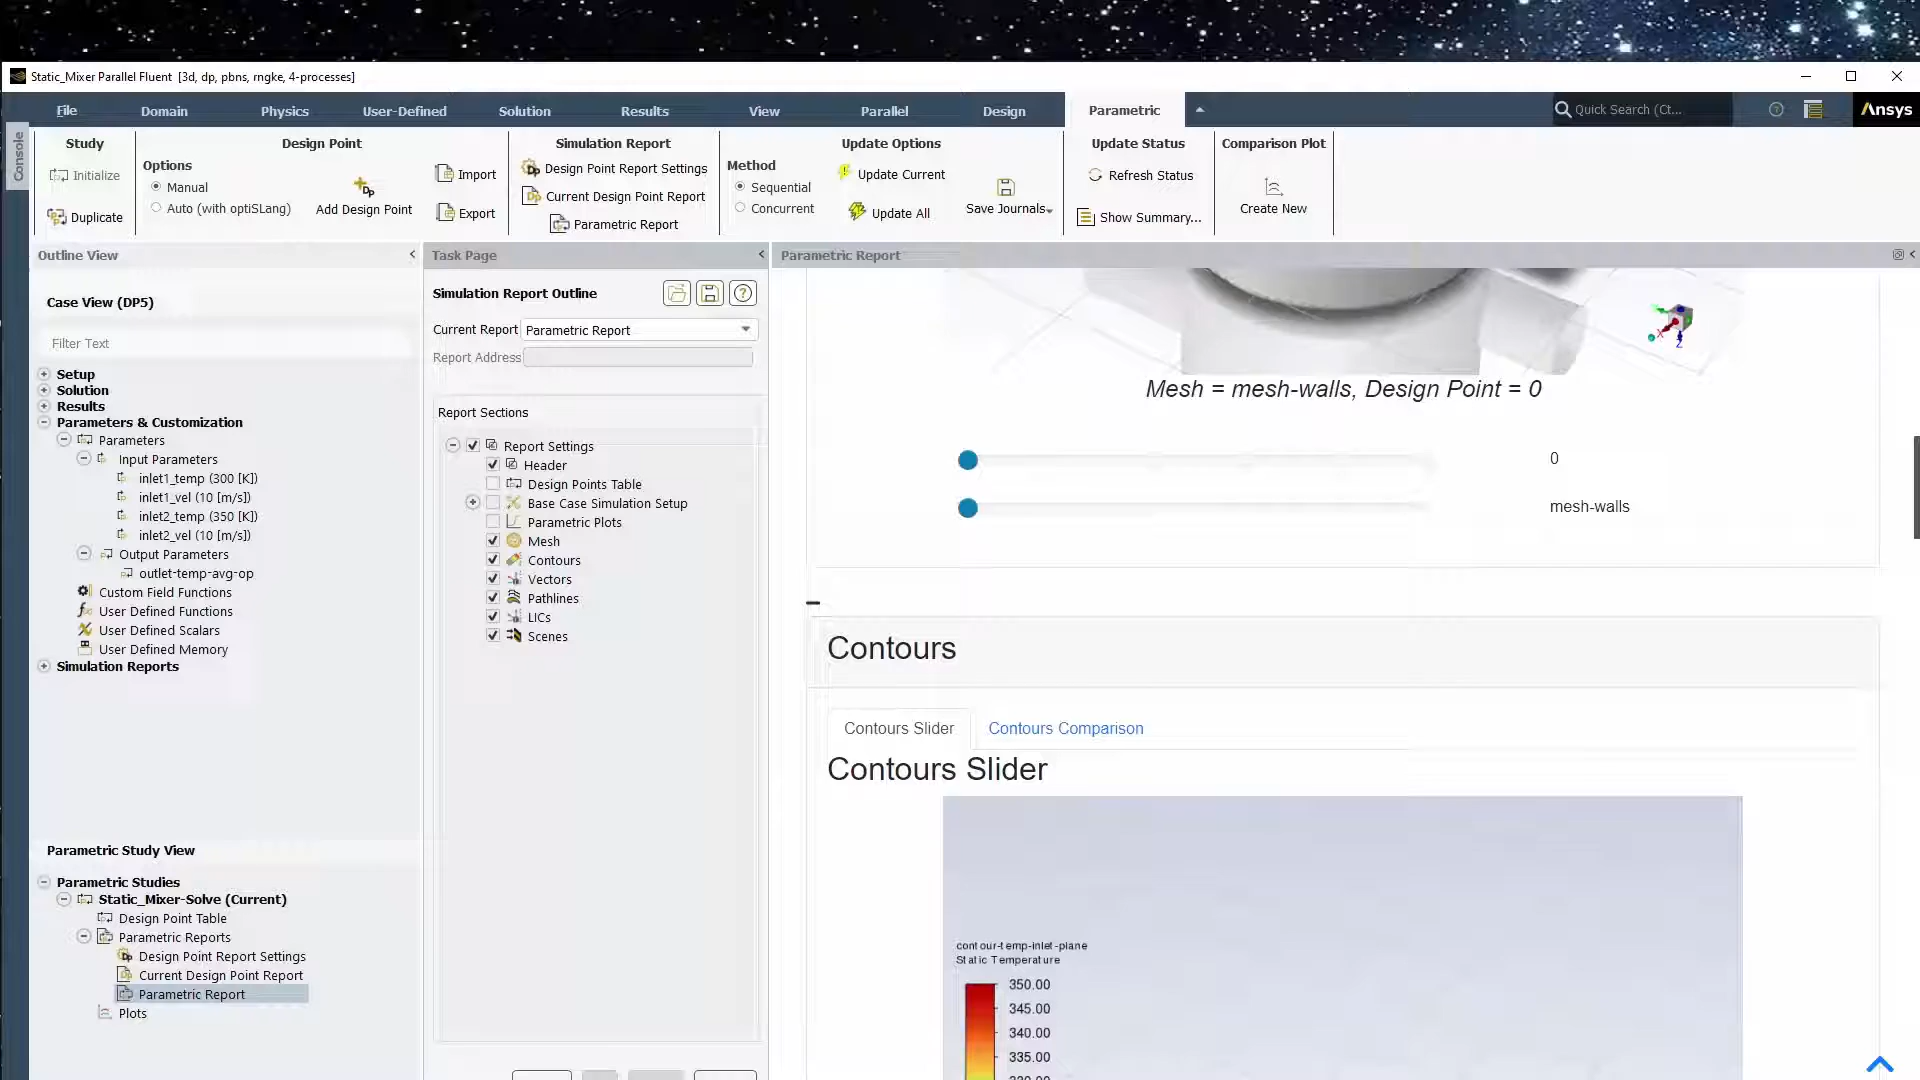 Static_Mixer Parallel Fluent [3d, dp, pbns, rngke, 4-processes]
File Domain Physics User-Defined Solution Results View Parallel Design Parametric Quick Search (Ct... Ansys
Console
Study
Initialize
Duplicate
Design Point
Options
Manual
Auto (with optiSLang)
Add Design Point
Import
Export
Simulation Report
Design Point Report Settings
Current Design Point Report
Parametric Report
Update Options
Method
Sequential
Concurrent
Update Current
Update All
Save Journals
Update Status
Refresh Status
Show Summary...
Comparison Plot
Create New
Outline View
Case View (DP5)
Filter Text
Setup
Solution
Results
Parameters & Customization
Parameters
Input Parameters
inlet1_temp (300 [K])
inlet1_vel (10 [m/s])
inlet2_temp (350 [K])
inlet2_vel (10 [m/s])
Output Parameters
outlet-temp-avg-op
Custom Field Functions
User Defined Functions
User Defined Scalars
User Defined Memory
Simulation Reports
Parametric Study View
Parametric Studies
Static_Mixer-Solve (Current)
Design Point Table
Parametric Reports
Design Point Report Settings
Current Design Point Report
Parametric Report
Plots
Task Page
Simulation Report Outline
Current Report Parametric Report
Report Address
Report Sections
Report Settings
Header
Design Points Table
Base Case Simulation Setup
Parametric Plots
Mesh
Contours
Vectors
Pathlines
LICs
Scenes
Parametric Report
X
Z
Mesh = mesh-walls, Design Point = 0
0
mesh-walls
Contours
Contours Slider Contours Comparison
Contours Slider
contour-temp-inlet-plane
Static Temperature
350.00
345.00
340.00
335.00